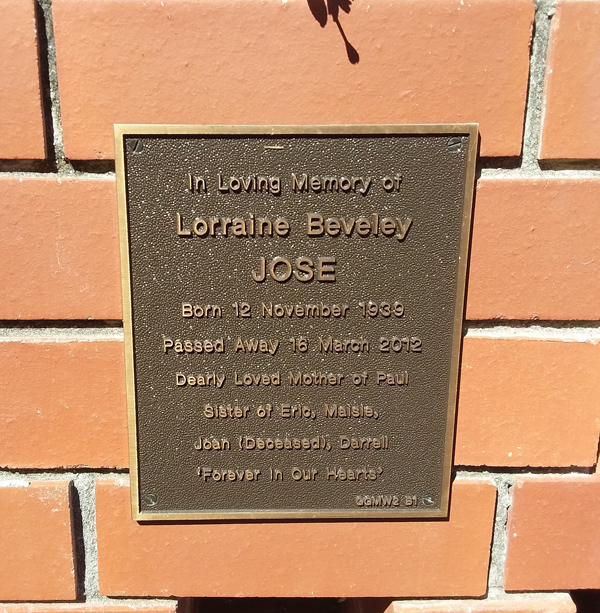 In Loving Memory of
Lorraine Beveley
JOSE
Born 12 November 1939
Passed Away 16 March 2012
Dearly Loved Mother of Paul
Sister of Eric, Maisie,
Joan (Deceased), Darrell
'Forever In Our Hearts'
GGMW2 B1